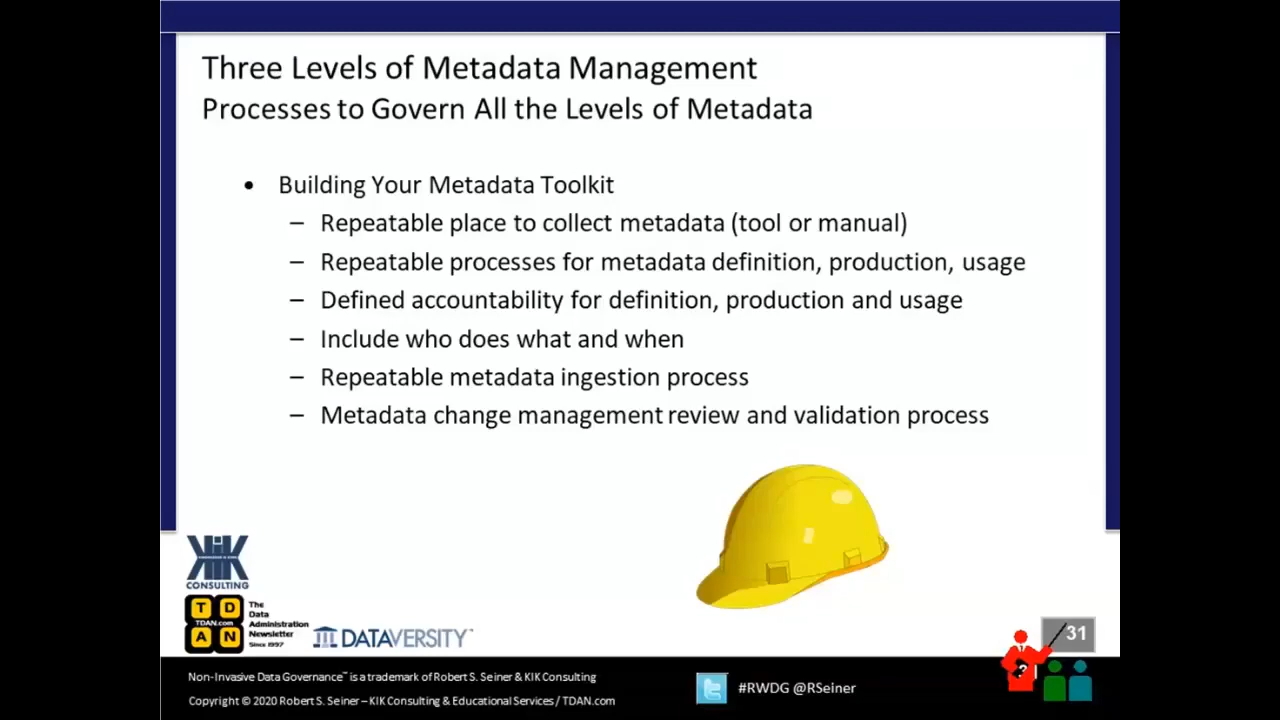 Three Levels of Metadata Management
Processes to Govern All the Levels of Metadata
• Building Your Metadata Toolkit
– Repeatable place to collect metadata (tool or manual)
– Repeatable processes for metadata definition, production, usage
– Defined accountability for definition, production and usage
– Include who does what and when
– Repeatable metadata ingestion process
– Metadata change management review and validation process
KIK
CONSULTING
T D
TDAN.com
A N
The
Data
Administration
Newsletter
Since 1997
DATAVERSITY
31
Non-Invasive Data Governance™ is a trademark of Robert S. Seiner & KIK Consulting
Copyright © 2020 Robert S. Seiner – KIK Consulting & Educational Services / TDAN.com
#RWDG @RSeiner